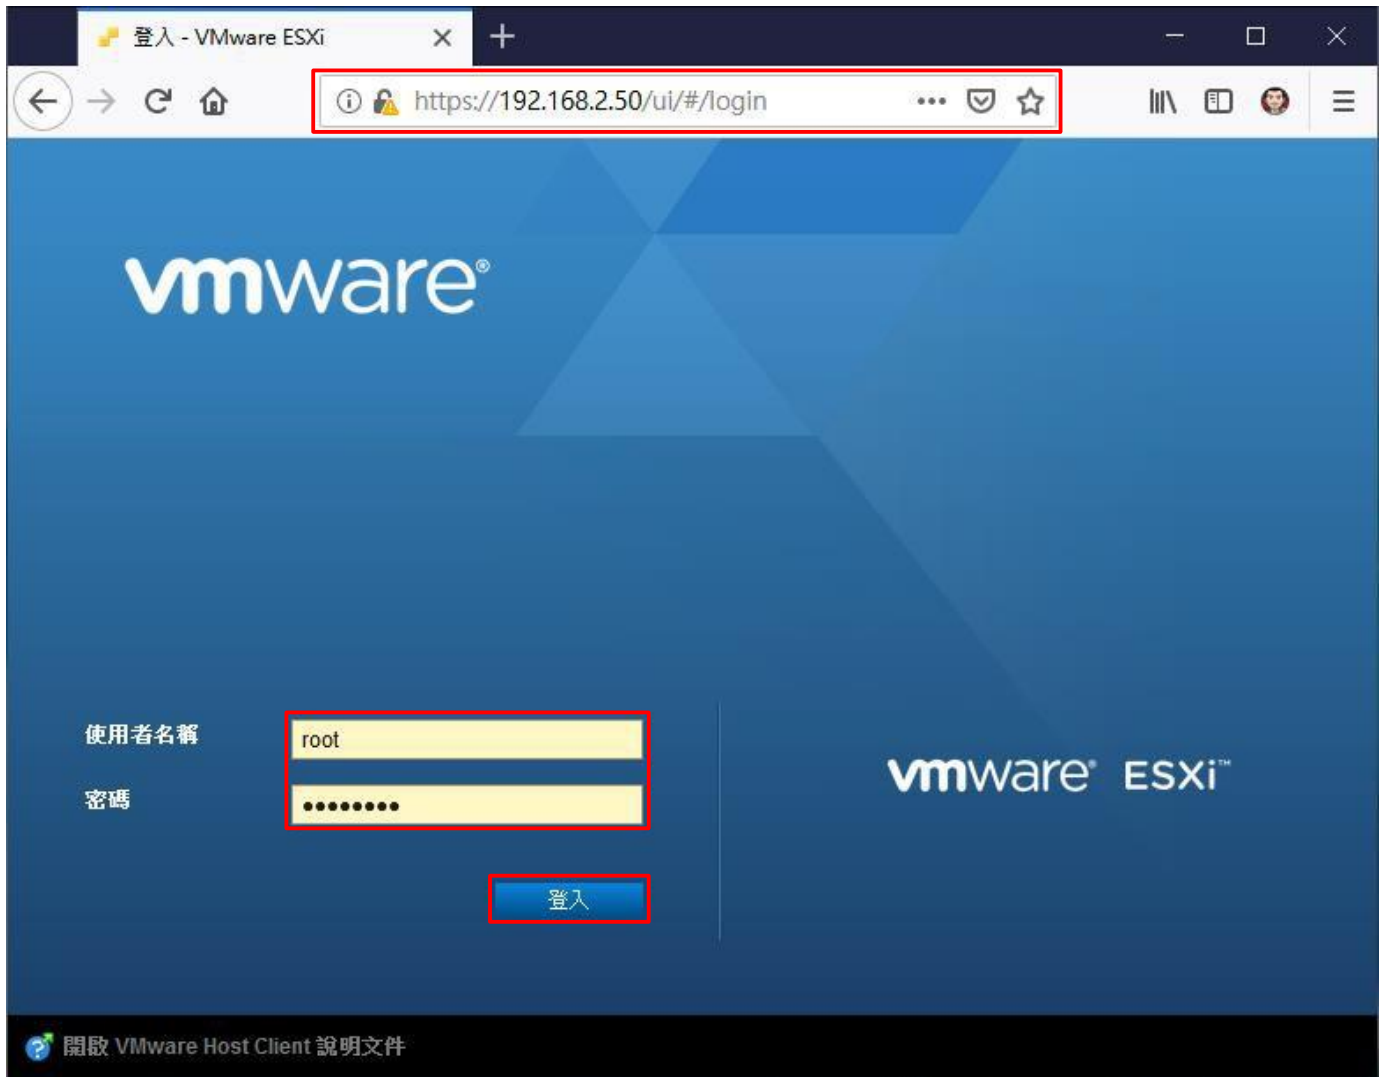 登入 - VMware ESXi
https://192.168.2.50/ui/#/login
vmware®
使用者名稱
root
密碼
••••••••
vmware® ESXi™
登入
開啟 VMware Host Client 說明文件